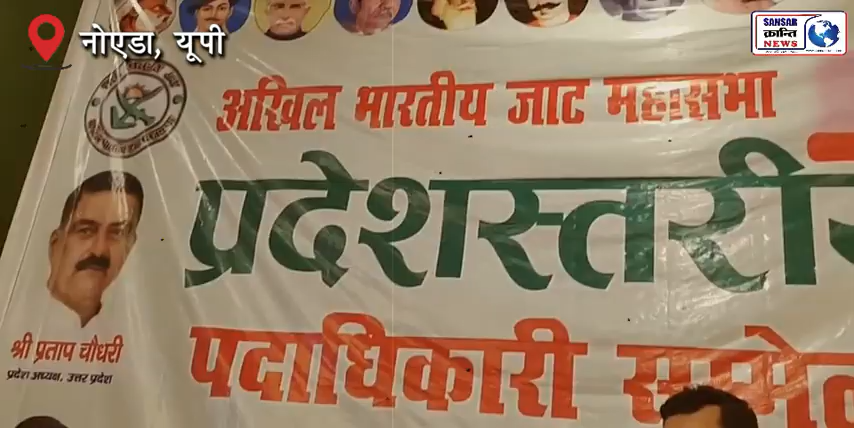 नोएडा, यूपी
SANSAR
क्रान्ति
NEWS
अखिल भारतीय जाट महासभा
प्रदेशस्तरीय
पदाधिकारी
श्री प्रताप चौधरी
प्रदेश अध्यक्ष, उत्तर प्रदेश